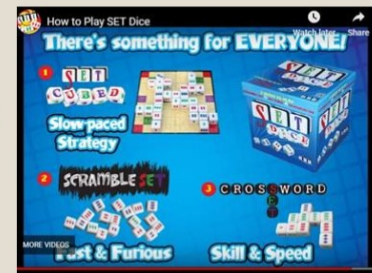 How to Play SET Dice
Watch later
Share
There's something for EVERYONE!
1
SET
CUBED
Slow-paced
Strategy
SET
DICE
2
SCRAMBLE SET
3
CROSSWORD
SET
MORE VIDEOS
Fast & Furious
Skill & Speed